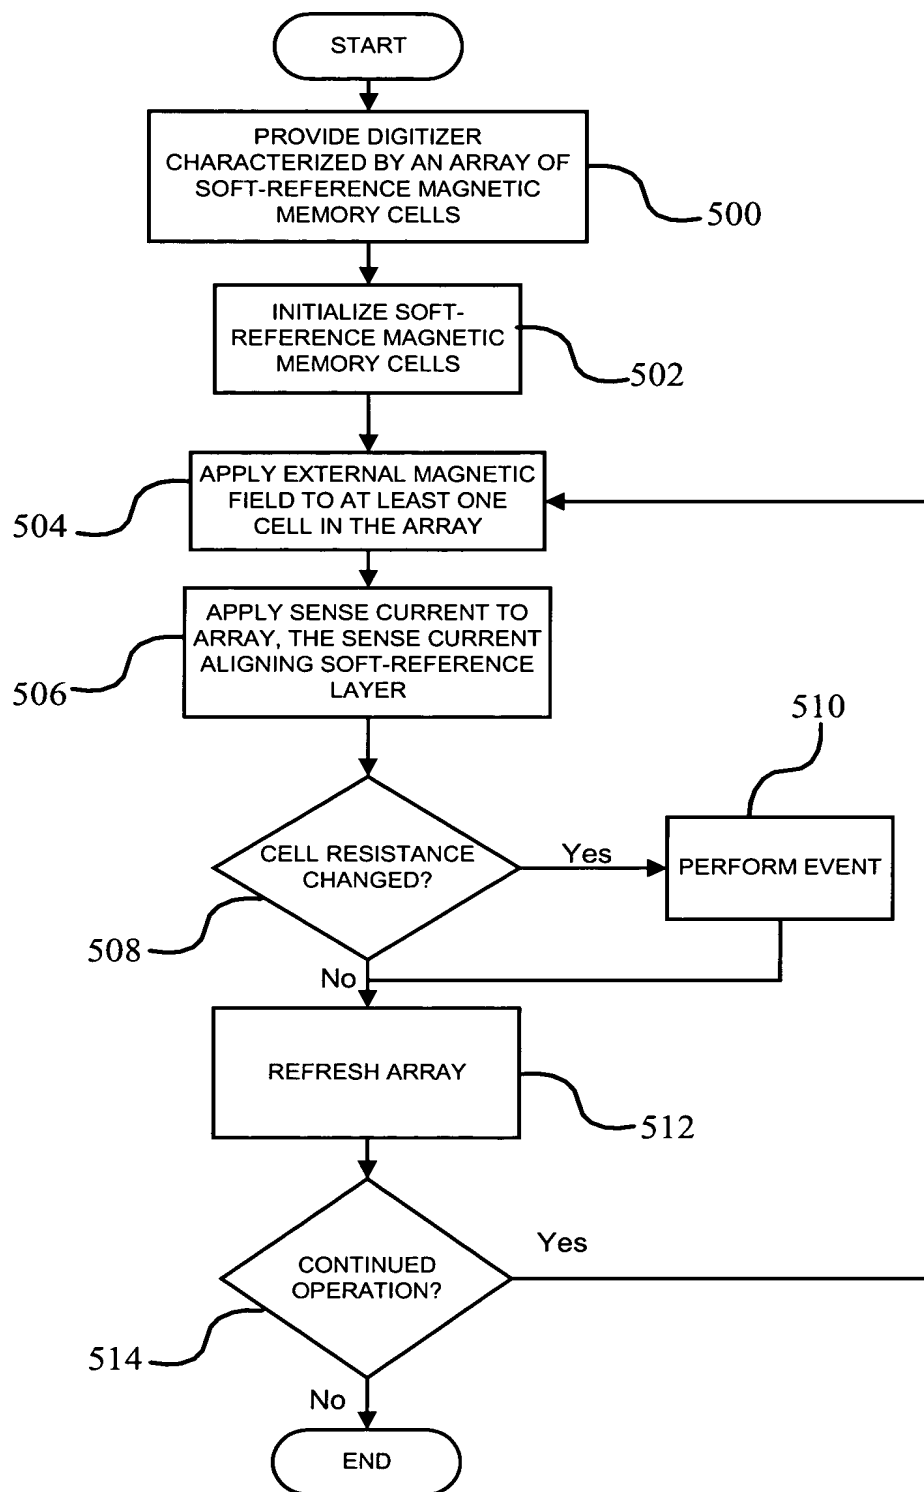 START
PROVIDE DIGITIZER
CHARACTERIZED BY AN ARRAY OF
SOFT-REFERENCE MAGNETIC
MEMORY CELLS
500
INITIALIZE SOFT-
REFERENCE MAGNETIC
MEMORY CELLS
502
APPLY EXTERNAL MAGNETIC
FIELD TO AT LEAST ONE
CELL IN THE ARRAY
504
APPLY SENSE CURRENT TO
ARRAY, THE SENSE CURRENT
ALIGNING SOFT-REFERENCE
LAYER
506
510
CELL RESISTANCE
CHANGED?
Yes
PERFORM EVENT
508
No
REFRESH ARRAY
512
CONTINUED
OPERATION?
Yes
514
No
END